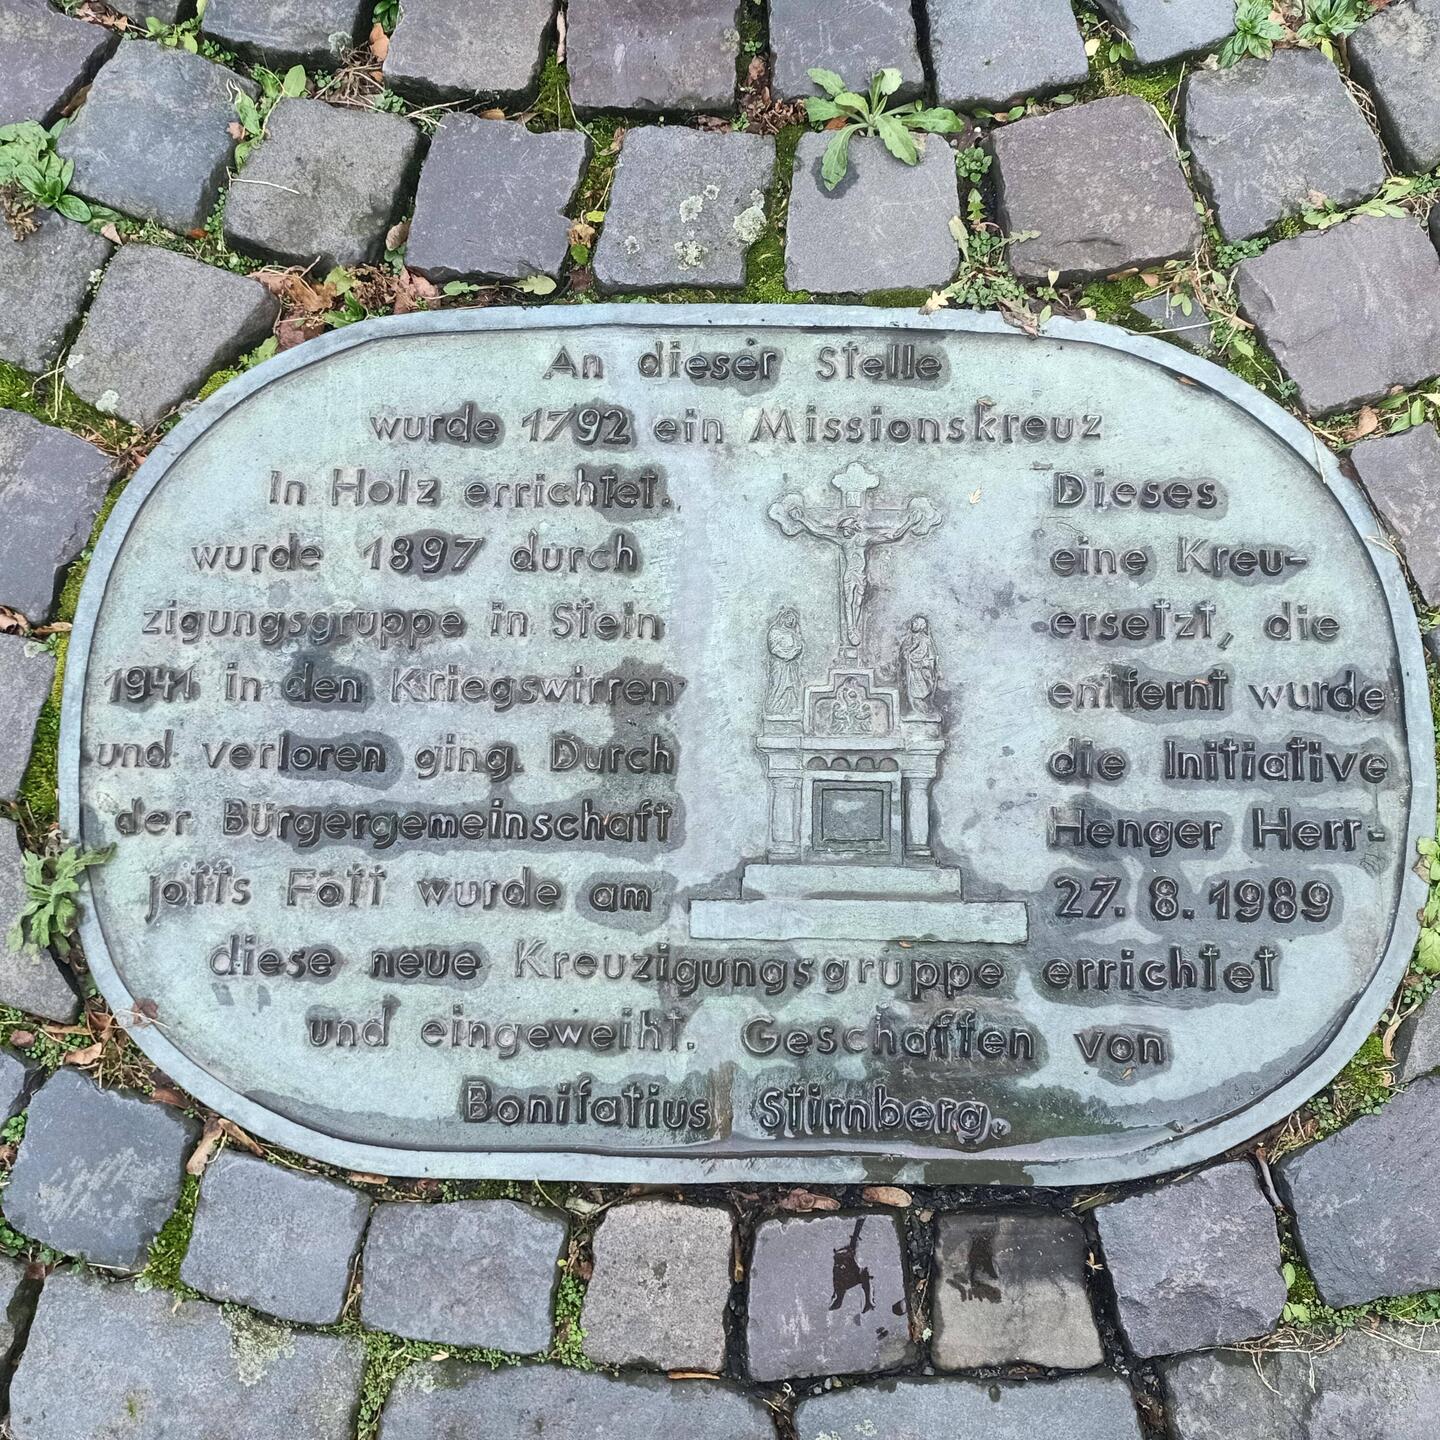 An dieser Stelle
wurde 1792 ein Missionskreuz
In Holz errichtet. Dieses
wurde 1897 durch eine Kreu-
zigungsgruppe in Stein ersetzt, die
1941 in den Kriegswirren entfernt wurde
und verloren ging. Durch die Initiative
der Bürgergemeinschaft Henger Herr-
jotts Fott wurde am 27. 8. 1989
diese neue Kreuzigungsgruppe errichtet
und eingeweiht. Geschaffen von
Bonifatius Stirnberg.